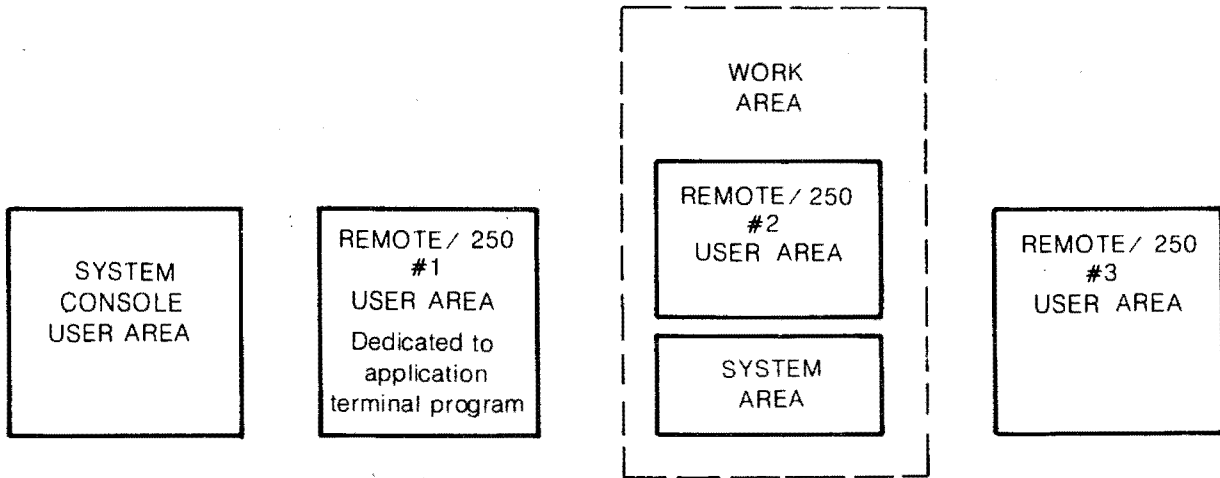 SYSTEM
CONSOLE
USER AREA
REMOTE/ 250
#1
USER AREA
Dedicated to
application
terminal program
WORK
AREA
REMOTE/ 250
#2
USER AREA
SYSTEM
AREA
REMOTE/ 250
#3
USER AREA